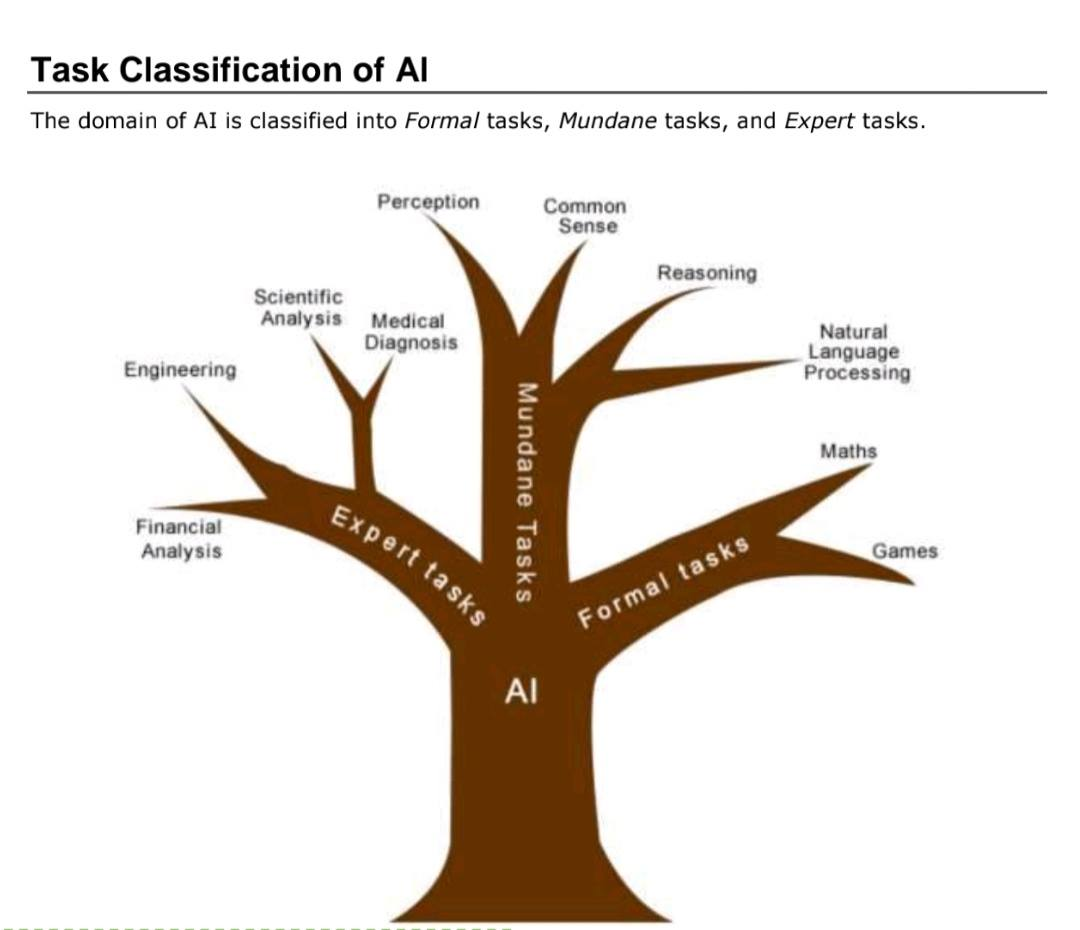 Task Classification of AI
The domain of AI is classified into Formal tasks, Mundane tasks, and Expert tasks.
Perception
Common
Sense
Reasoning
Scientific
Analysis
Medical
Diagnosis
Natural
Language
Processing
Engineering
Mundane Tasks
Maths
Expert tasks
Financial
Analysis
Formal tasks
Games
AI